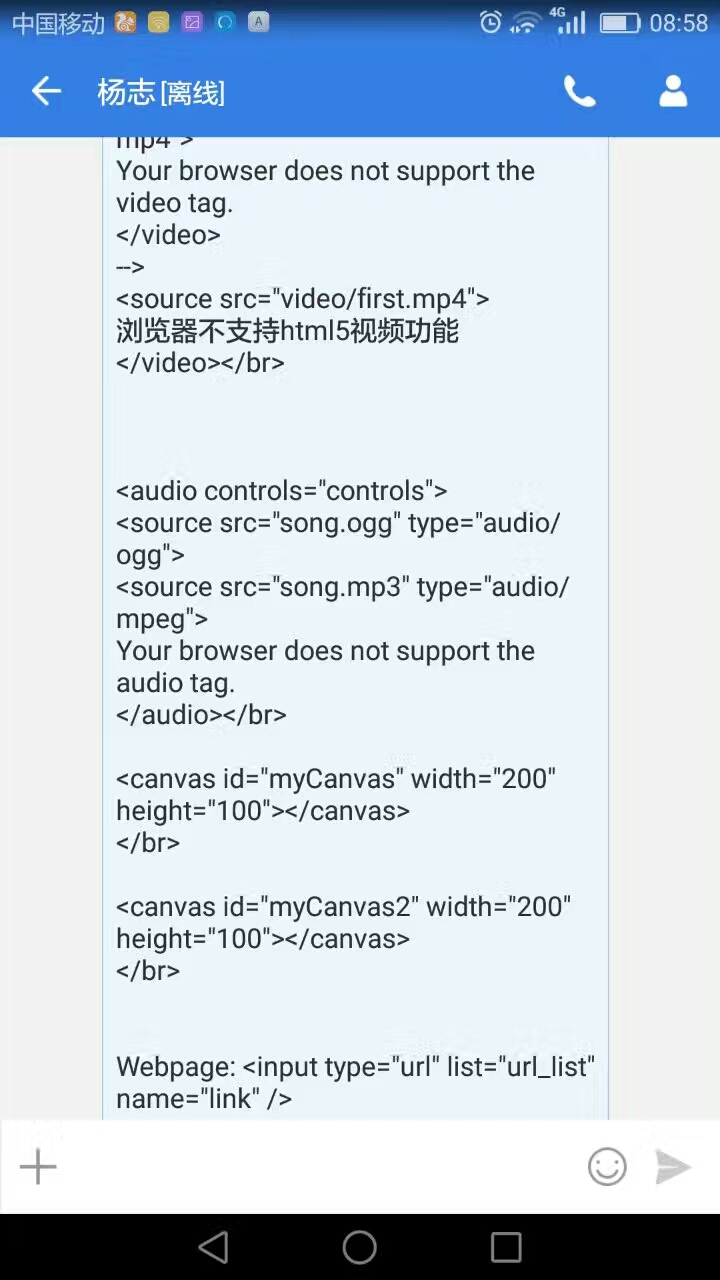 中国移动 A 4G 08:58
杨志[离线]
mp4">
Your browser does not support the
video tag.
</video>
-->
<source src="video/first.mp4">
浏览器不支持html5视频功能
</video></br>
<audio controls="controls">
<source src="song.ogg" type="audio/
ogg">
<source src="song.mp3" type="audio/
mpeg">
Your browser does not support the
audio tag.
</audio></br>
<canvas id="myCanvas" width="200"
height="100"></canvas>
</br>
<canvas id="myCanvas2" width="200"
height="100"></canvas>
</br>
Webpage: <input type="url" list="url_list"
name="link" />